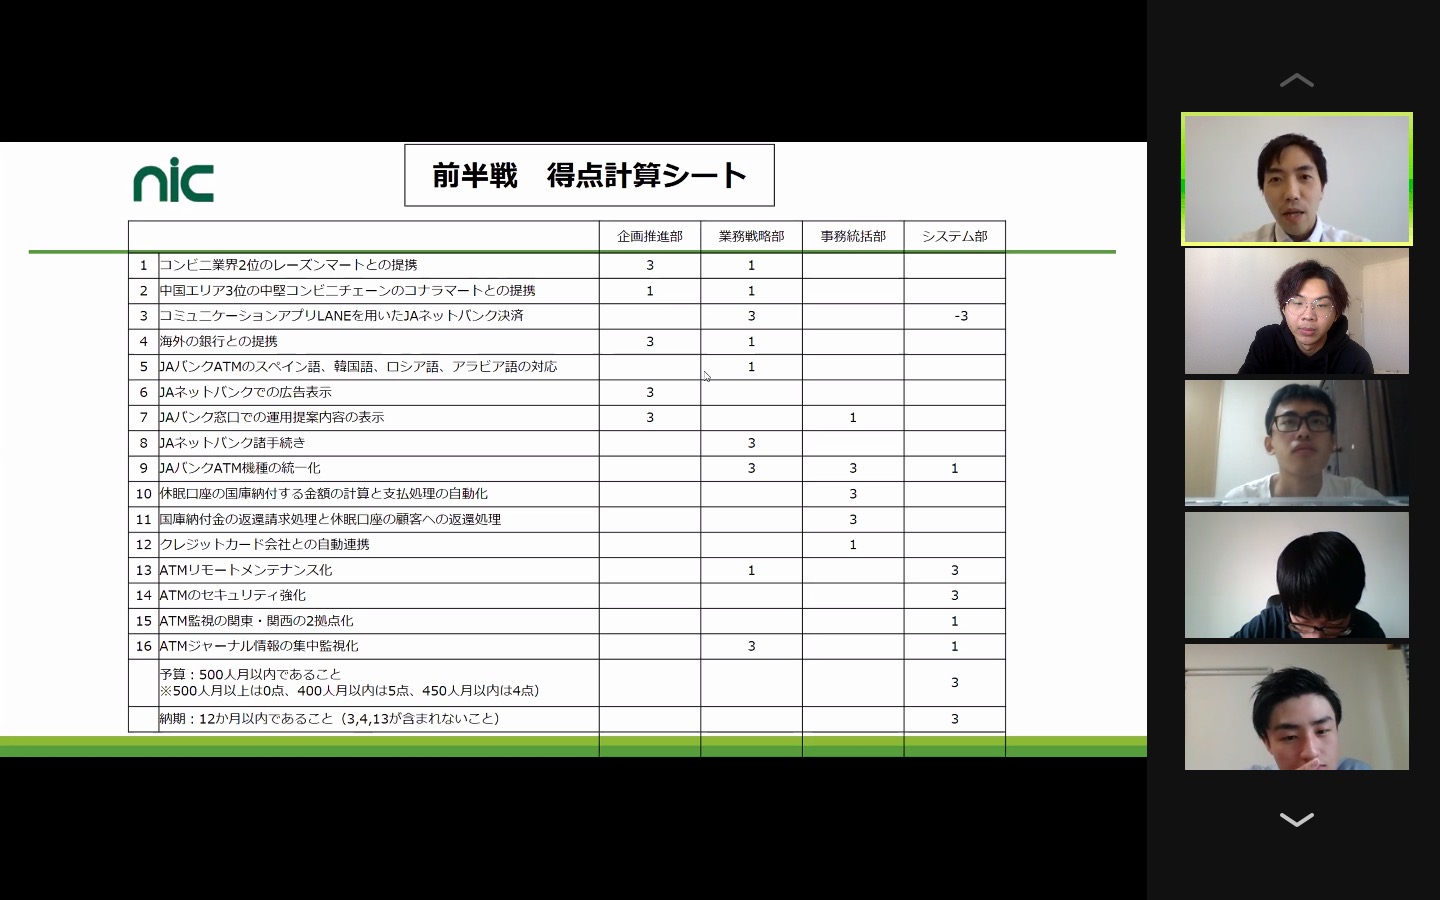 nic
前半戦　得点計算シート
企画推進部 業務戦略部 事務統括部 システム部
1 コンビニ業界2位のレーズンマートとの提携 3 1
2 中国エリア3位の中堅コンビニチェーンのコナラマートとの提携 1 1
3 コミュニケーションアプリLANEを用いたJAネットバンク決済 3 -3
4 海外の銀行との提携 3 1
5 JAバンクATMのスペイン語、韓国語、ロシア語、アラビア語の対応 1
6 JAネットバンクでの広告表示 3
7 JAバンク窓口での運用提案内容の表示 3 1
8 JAネットバンク諸手続き 3
9 JAバンクATM機種の統一化 3 3 1
10 休眠口座の国庫納付する金額の計算と支払処理の自動化 3
11 国庫納付金の返還請求処理と休眠口座の顧客への返還処理 3
12 クレジットカード会社との自動連携 1
13 ATMリモートメンテナンス化 1 3
14 ATMのセキュリティ強化 3
15 ATM監視の関東・関西の2拠点化 1
16 ATMジャーナル情報の集中監視化 3 1
予算：500人月以内であること
※500人月以上は0点、400人月以内は5点、450人月以内は4点） 3
納期：12か月以内であること（3,4,13が含まれないこと） 3